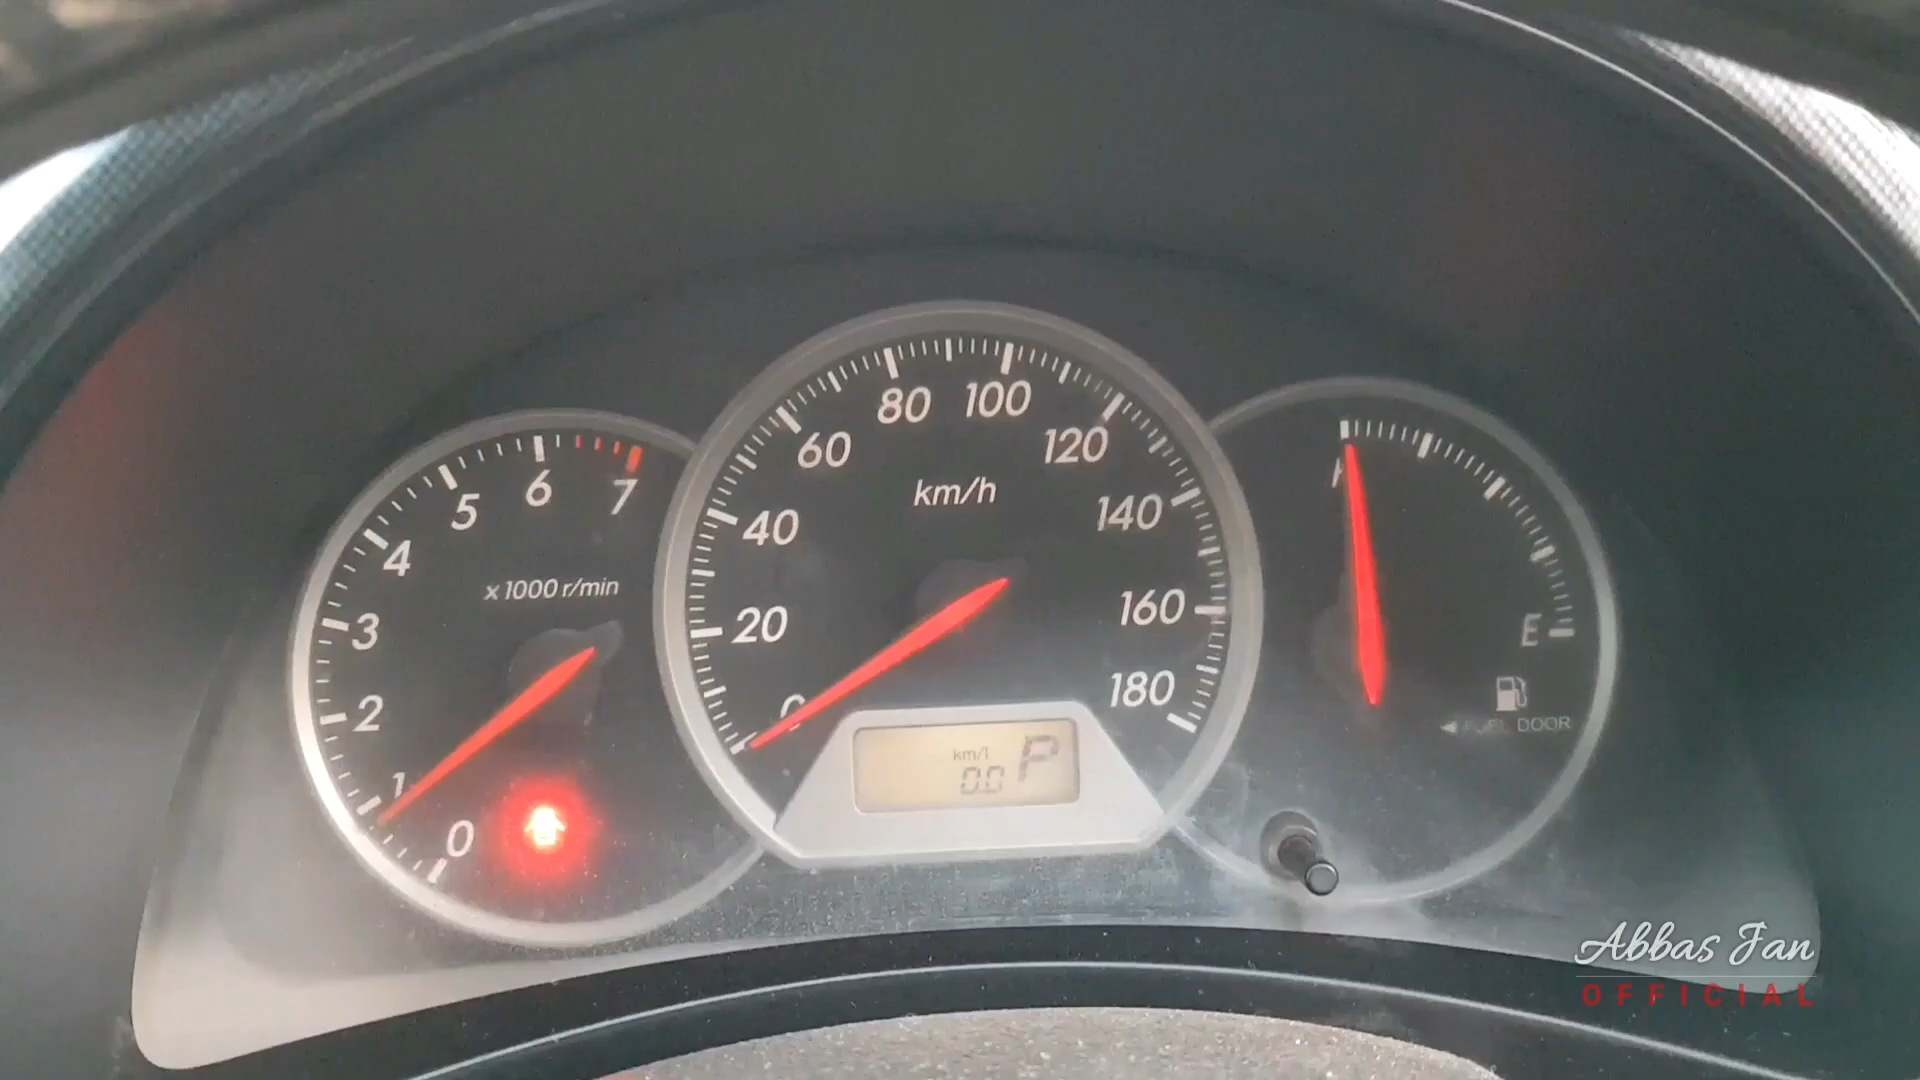 80 100
60 120
km/h
40 140
20 160
0 180
5 6 7
4
x1000 r/min
3
2
1
0
km/l
0.0 P
F
E
◄ FUEL DOOR
Abbas Jan
OFFICIAL